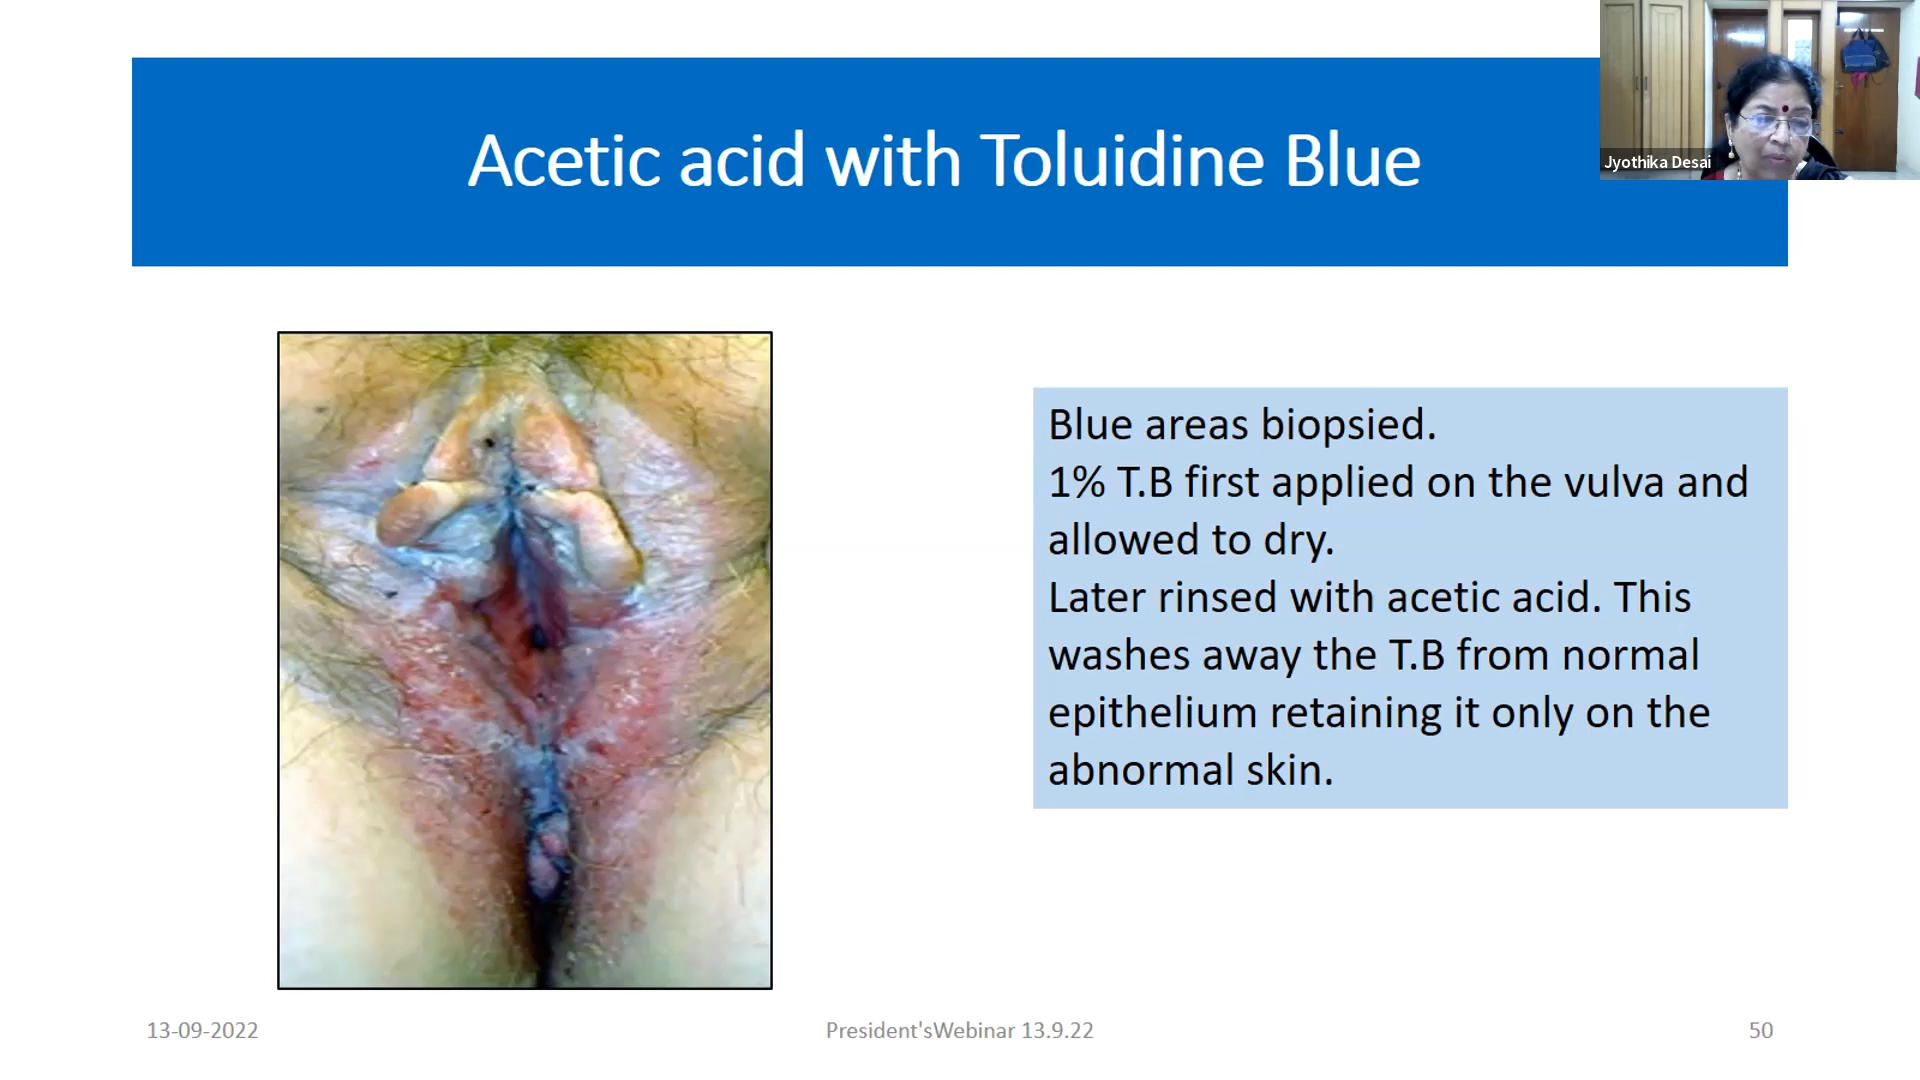 Acetic acid with Toluidine Blue
Jyothika Desai
Blue areas biopsied.
1% T.B first applied on the vulva and
allowed to dry.
Later rinsed with acetic acid. This
washes away the T.B from normal
epithelium retaining it only on the
abnormal skin.
13-09-2022
President'sWebinar 13.9.22
50